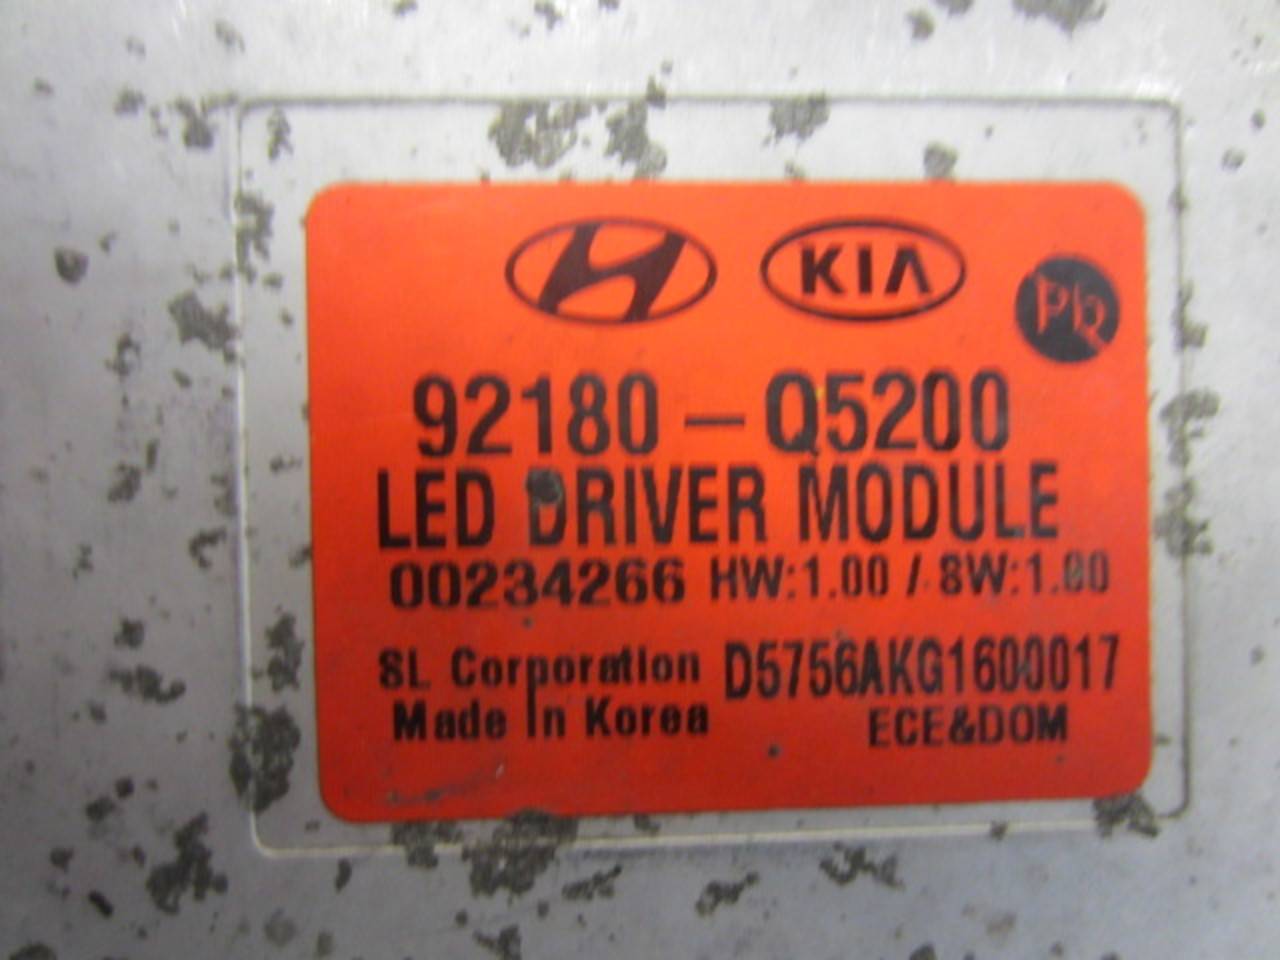 KIA
PR
92180-Q5200
LED DRIVER MODULE
00234266 HW:1.00 / SW:1.00
SL Corporation D5756AKG1600017
Made In Korea ECE&DOM